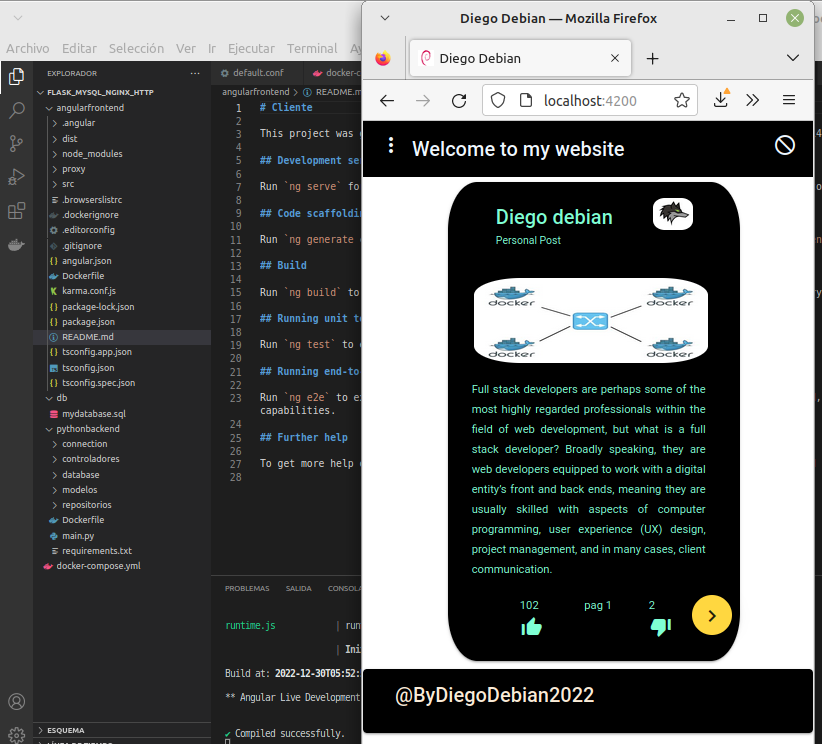 Diego Debian — Mozilla Firefox
Archivo Editar Selección Ver Ir Ejecutar Terminal
Diego Debian
localhost:4200
EXPLORADOR
FLASK_MYSQL_NGINX_HTTP
angularfrontend
.angular
dist
node_modules
proxy
src
.browserslistrc
.dockerignore
.editorconfig
.gitignore
angular.json
Dockerfile
karma.conf.js
package-lock.json
package.json
README.md
tsconfig.app.json
tsconfig.json
tsconfig.spec.json
db
mydatabase.sql
pythonbackend
connection
controladores
database
modelos
repositorios
Dockerfile
main.py
requirements.txt
docker-compose.yml
ESQUEMA
default.conf docker-c
angularfrontend > README.m
1 # Cliente
2
3 This project was
4
5 ## Development se
6
7 Run `ng serve` fo
8
9 ## Code scaffoldin
10
11 Run `ng generate
12
13 ## Build
14
15 Run `ng build` to
16
17 ## Running unit t
18
19 Run `ng test` to
20
21 ## Running end-to
22
23 Run `ng e2e` to ex
capabilities.
24
25 ## Further help
26
27 To get more help
28
PROBLEMAS SALIDA CONSOLA
runtime.js | run
| Ini
Build at: 2022-12-30T05:52:
** Angular Live Development
✔ Compiled successfully.
Welcome to my website
Diego debian
Personal Post
docker docker
docker docker
Full stack developers are perhaps some of the
most highly regarded professionals within the
field of web development, but what is a full
stack developer? Broadly speaking, they are
web developers equipped to work with a digital
entity's front and back ends, meaning they are
usually skilled with aspects of computer
programming, user experience (UX) design,
project management, and in many cases, client
communication.
102 pag 1 2
@ByDiegoDebian2022